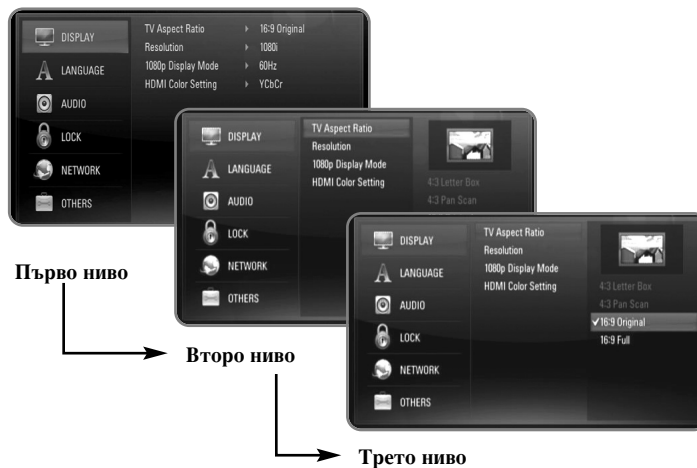 DISPLAY
LANGUAGE
AUDIO
LOCK
NETWORK
OTHERS
TV Aspect Ratio 16:9 Original
Resolution 1080i
1080p Display Mode 60Hz
HDMI Color Setting YCbCr
Първо ниво
DISPLAY
LANGUAGE
AUDIO
LOCK
NETWORK
OTHERS
TV Aspect Ratio
Resolution
1080p Display Mode
HDMI Color Setting
4:3 Letter Box
4:3 Pan Scan
Второ ниво
DISPLAY
LANGUAGE
AUDIO
LOCK
NETWORK
OTHERS
TV Aspect Ratio
Resolution
1080p Display Mode
HDMI Color Setting
4:3 Letter Box
4:3 Pan Scan
✓16:9 Original
16:9 Full
Трето ниво